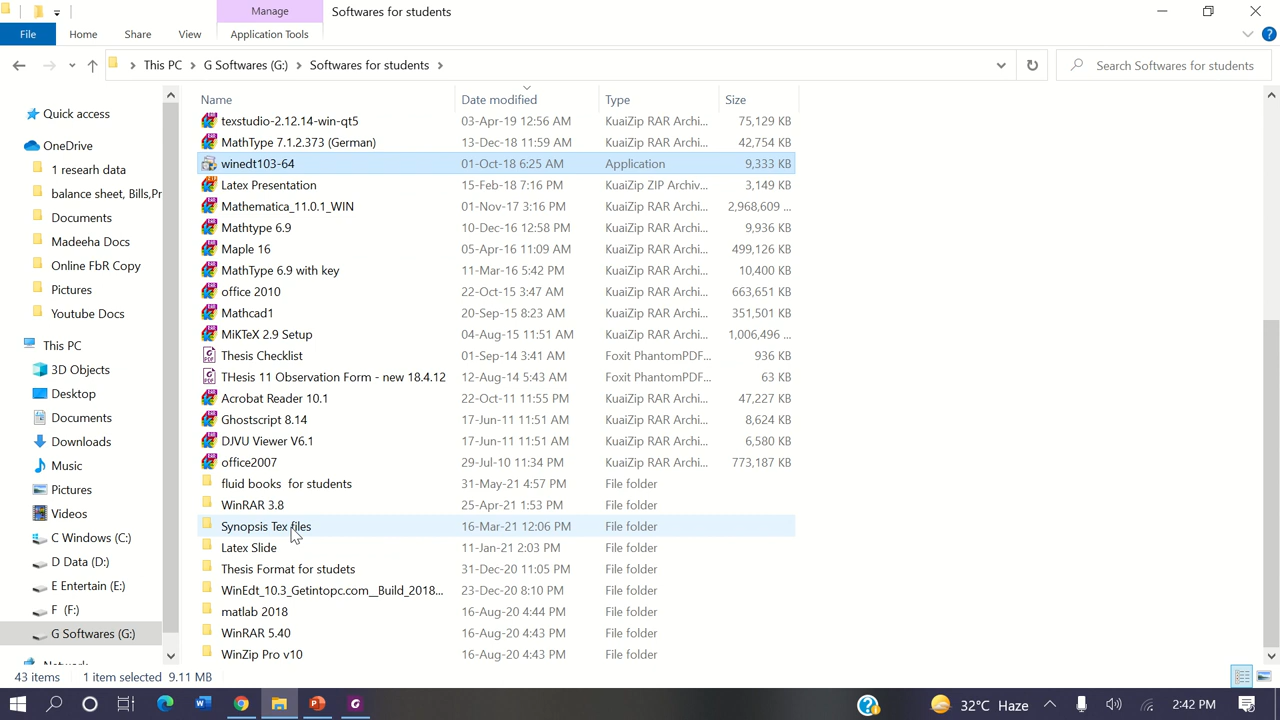 Manage
Softwares for students
File
Home
Share
View
Application Tools
This PC
G Softwares (G:)
Softwares for students
Search Softwares for students
Name
Date modified
Type
Size
Quick access
OneDrive
1 researh data
balance sheet, Bills,Pr
Documents
Madeeha Docs
Online FbR Copy
Pictures
Youtube Docs
This PC
3D Objects
Desktop
Documents
Downloads
Music
Pictures
Videos
C Windows (C:)
D Data (D:)
E Entertain (E:)
F (F:)
G Softwares (G:)
texstudio-2.12.14-win-qt5 03-Apr-19 12:56 AM KuaiZip RAR Archi... 75,129 KB
MathType 7.1.2.373 (German) 13-Dec-18 11:59 AM KuaiZip RAR Archi... 42,754 KB
winedt103-64 01-Oct-18 6:25 AM Application 9,333 KB
Latex Presentation 15-Feb-18 7:16 PM KuaiZip ZIP Archiv... 3,149 KB
Mathematica_11.0.1_WIN 01-Nov-17 3:16 PM KuaiZip RAR Archi... 2,968,609 ...
Mathtype 6.9 10-Dec-16 12:58 PM KuaiZip RAR Archi... 9,936 KB
Maple 16 05-Apr-16 11:09 AM KuaiZip RAR Archi... 499,126 KB
MathType 6.9 with key 11-Mar-16 5:42 PM KuaiZip RAR Archi... 10,400 KB
office 2010 22-Oct-15 3:47 AM KuaiZip RAR Archi... 663,651 KB
Mathcad1 20-Sep-15 8:23 AM KuaiZip RAR Archi... 351,501 KB
MiKTeX 2.9 Setup 04-Aug-15 11:51 AM KuaiZip RAR Archi... 1,006,496 ...
Thesis Checklist 01-Sep-14 3:41 AM Foxit PhantomPDF... 936 KB
THesis 11 Observation Form - new 18.4.12 12-Aug-14 5:43 AM Foxit PhantomPDF... 63 KB
Acrobat Reader 10.1 22-Oct-11 11:55 PM KuaiZip RAR Archi... 47,227 KB
Ghostscript 8.14 17-Jun-11 11:51 AM KuaiZip RAR Archi... 8,624 KB
DJVU Viewer V6.1 17-Jun-11 11:51 AM KuaiZip RAR Archi... 6,580 KB
office2007 29-Jul-10 11:34 PM KuaiZip RAR Archi... 773,187 KB
fluid books for students 31-May-21 4:57 PM File folder
WinRAR 3.8 25-Apr-21 1:53 PM File folder
Synopsis Tex files 16-Mar-21 12:06 PM File folder
Latex Slide 11-Jan-21 2:03 PM File folder
Thesis Format for studets 31-Dec-20 11:05 PM File folder
WinEdt_10.3_Getintopc.com__Build_2018... 23-Dec-20 8:10 PM File folder
matlab 2018 16-Aug-20 4:44 PM File folder
WinRAR 5.40 16-Aug-20 4:43 PM File folder
WinZip Pro v10 16-Aug-20 4:43 PM File folder
43 items 1 item selected 9.11 MB
32°C Haze
2:42 PM